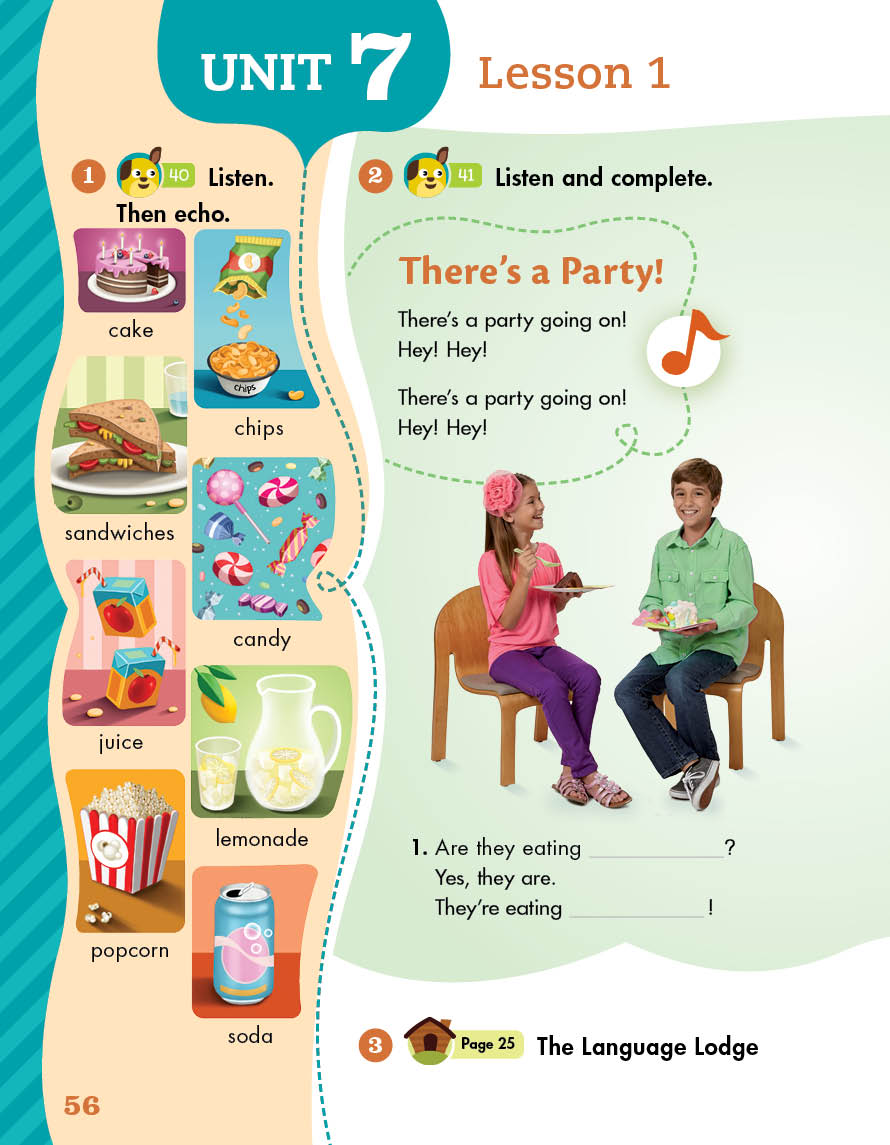 UNIT 7
Lesson 1
1 40 Listen.
Then echo.
cake
chips
chips
sandwiches
candy
juice
lemonade
popcorn
soda
2 41 Listen and complete.
There's a Party!
There's a party going on!
Hey! Hey!
There's a party going on!
Hey! Hey!
1. Are they eating ____________?
Yes, they are.
They're eating ____________!
3 Page 25 The Language Lodge
56